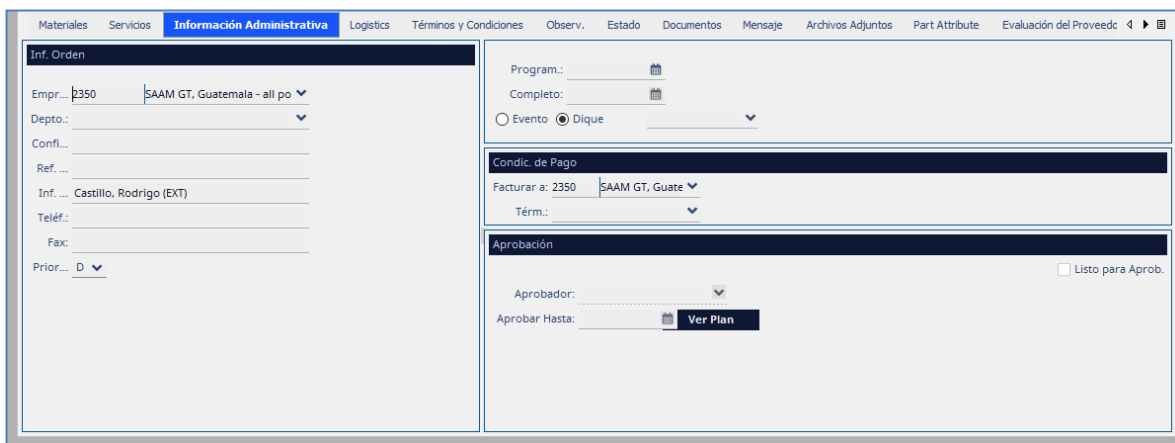 Materiales Servicios Información Administrativa Logistics Términos y Condiciones Observ. Estado Documentos Mensaje Archivos Adjuntos Part Attribute Evaluación del Proveedc
Inf. Orden
Empr... 2350 SAAM GT, Guatemala - all po
Depto.:
Confi...
Ref. ...
Inf. ... Castillo, Rodrigo (EXT)
Teléf.:
Fax:
Prior... D
Program.:
Completo:
Evento Dique
Condic. de Pago
Facturar a: 2350 SAAM GT, Guate
Térm.:
Aprobación
Listo para Aprob.
Aprobador:
Aprobar Hasta: Ver Plan